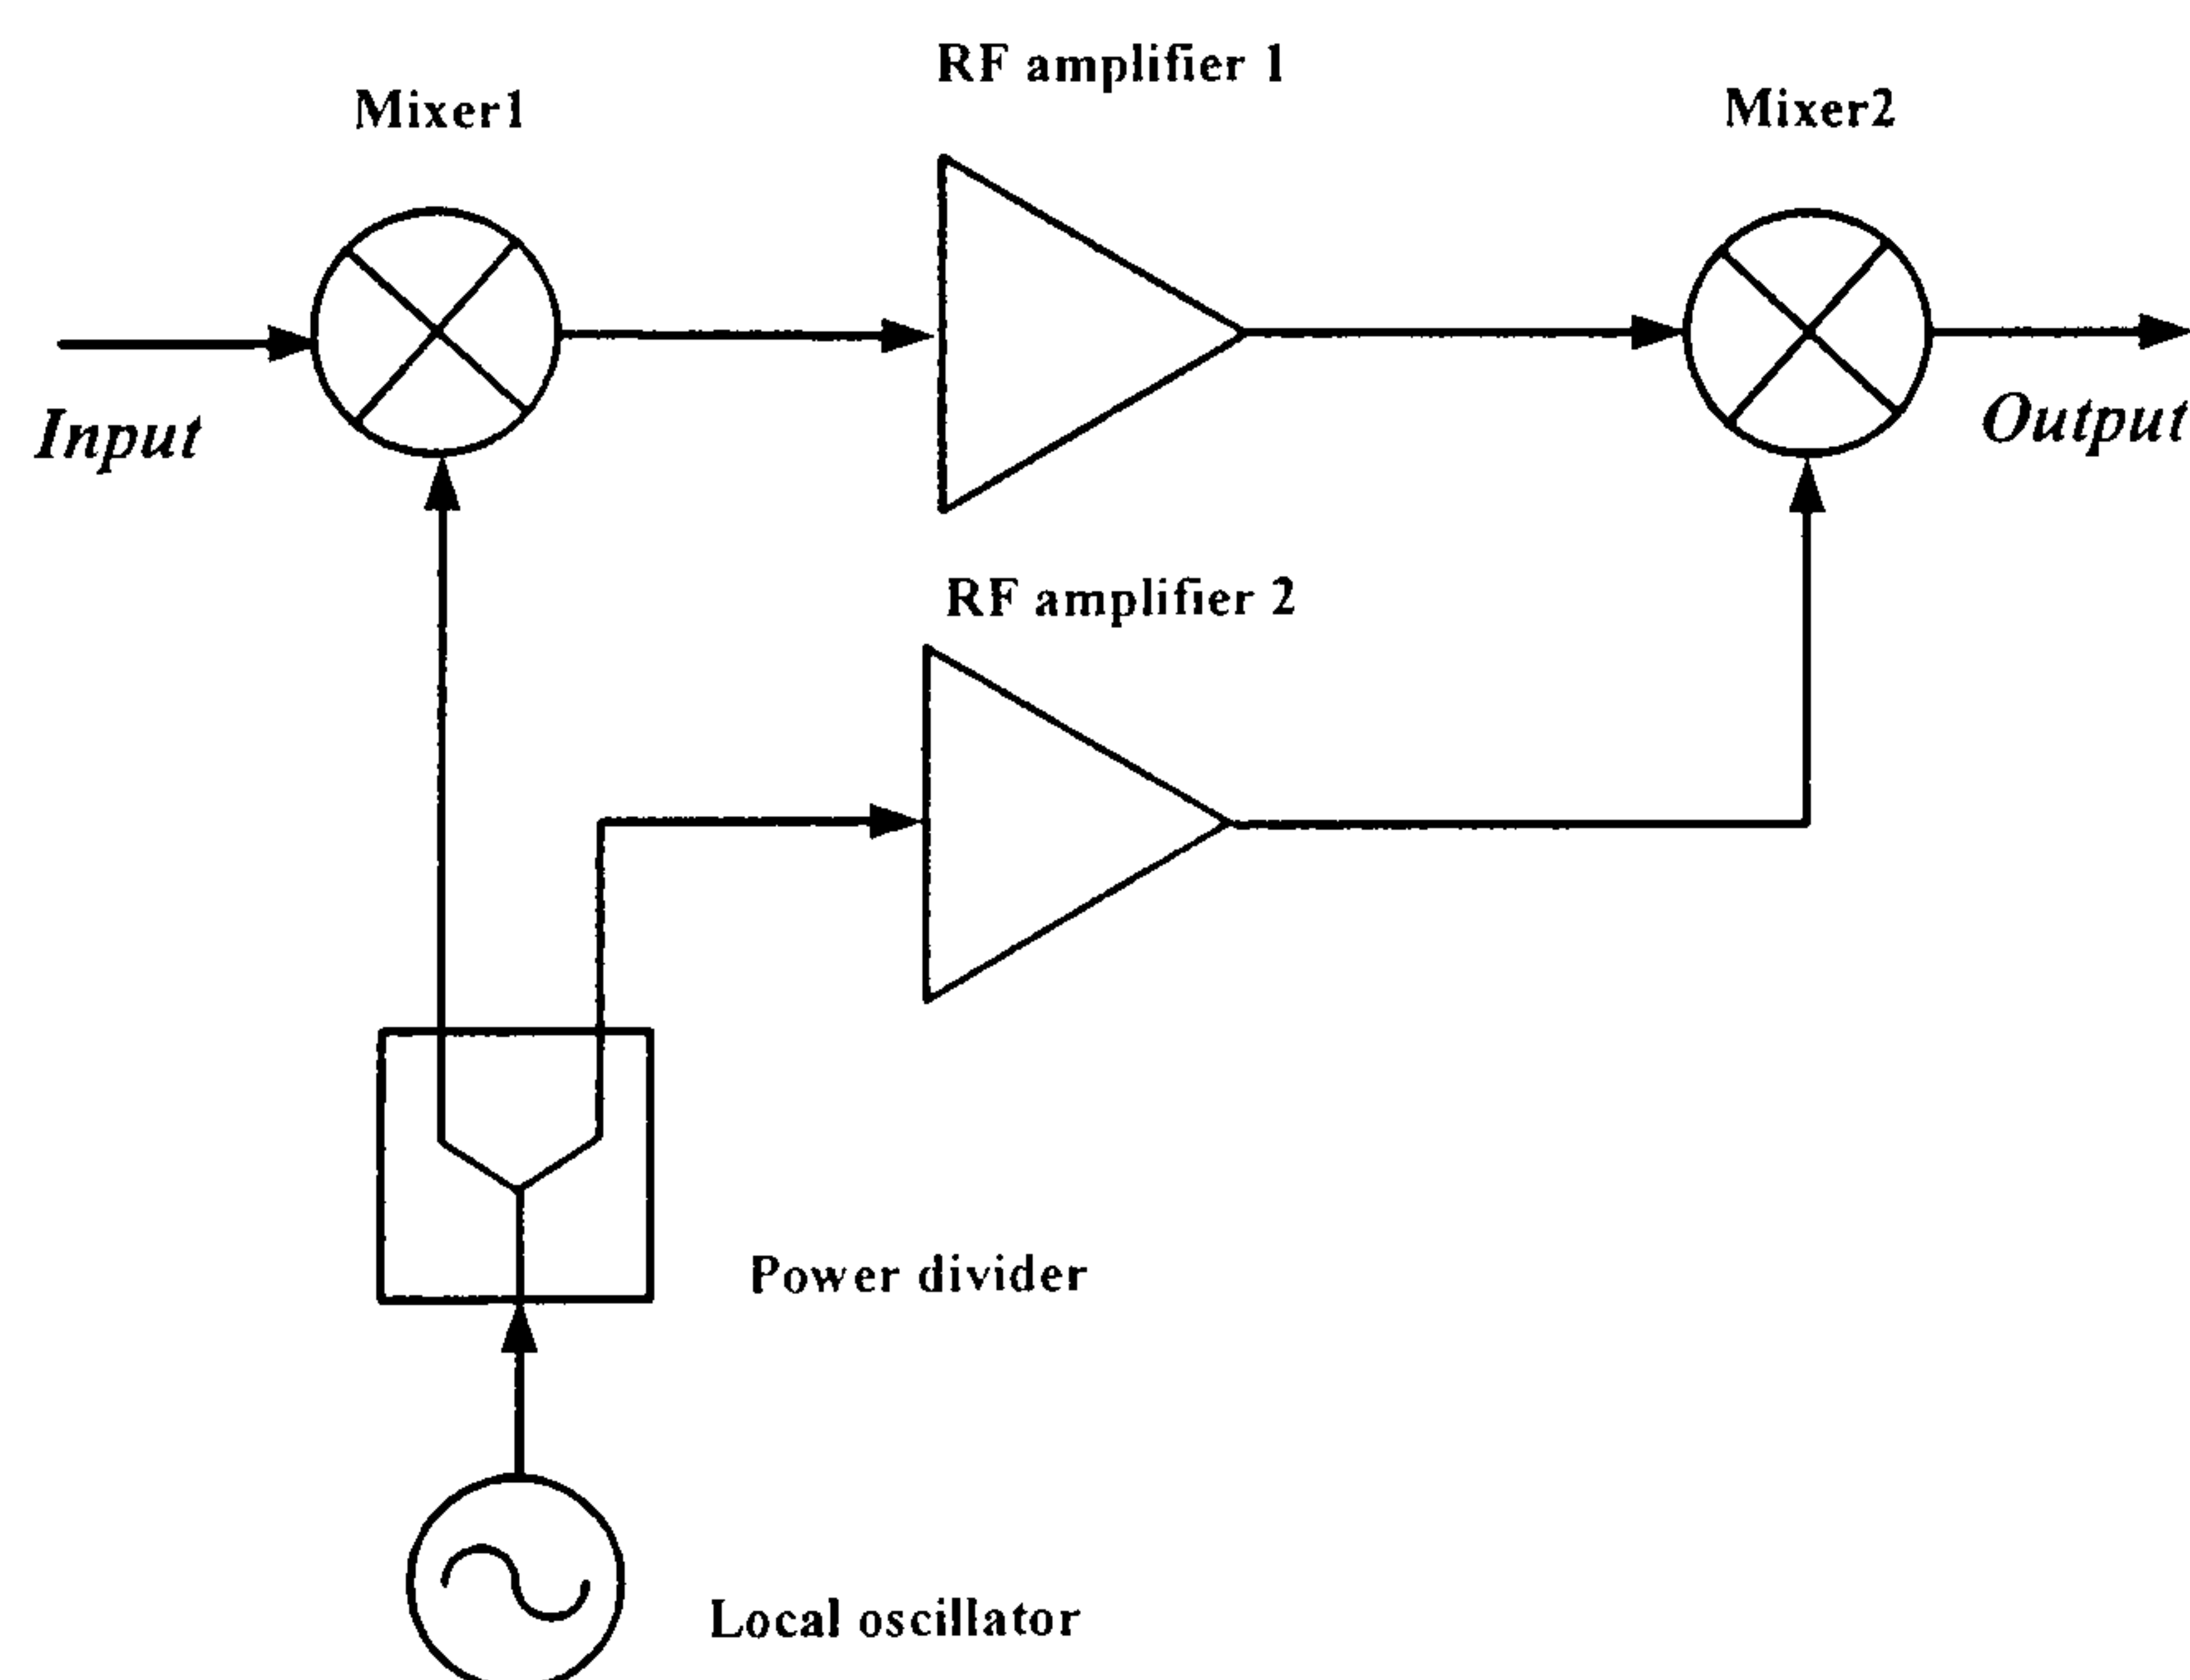 RF amplifier 1
Mixer1
Mixer2
Input
Output
RF amplifier 2
Power divider
Local oscillator